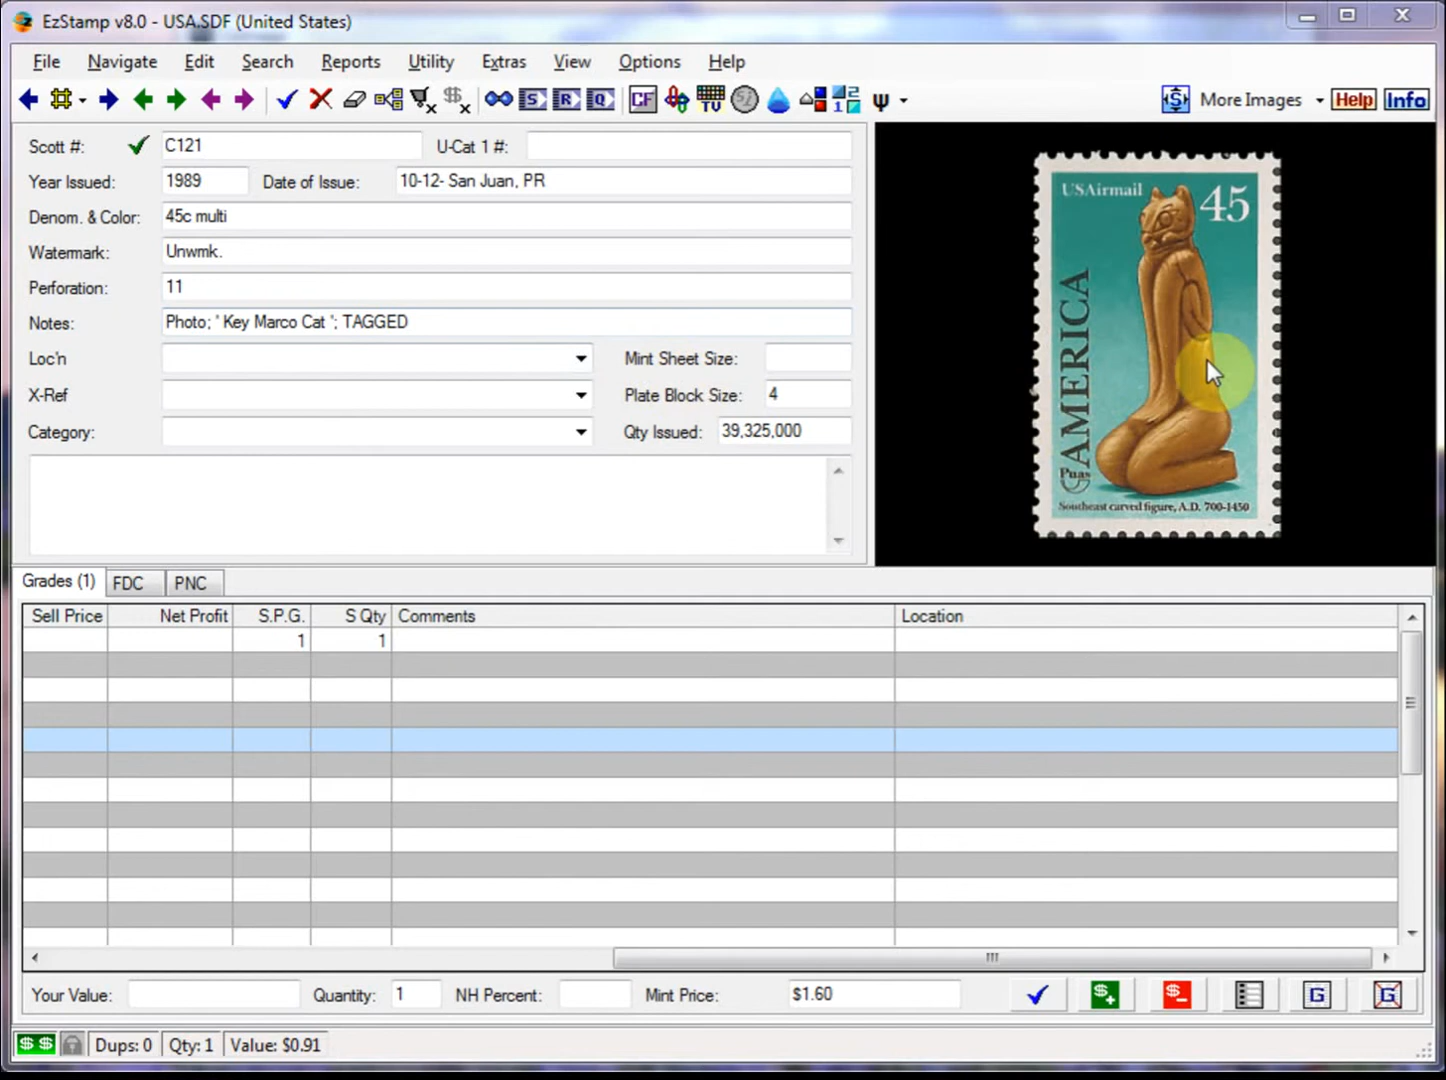 EzStamp v8.0 - USA.SDF (United States)
File Navigate Edit Search Reports Utility Extras View Options Help
S R Q CF TV More Images Help Info
Scott #: C121 U-Cat 1 #:
Year Issued: 1989 Date of Issue: 10-12- San Juan, PR
Denom. & Color: 45c multi
Watermark: Unwmk.
Perforation: 11
Notes: Photo; ' Key Marco Cat '; TAGGED
Loc'n Mint Sheet Size:
X-Ref Plate Block Size: 4
Category: Qty Issued: 39,325,000
USAirmail 45
AMERICA
Puas
Southeast carved figure, A.D. 700-1450
Grades (1) FDC PNC
Sell Price Net Profit S.P.G. S Qty Comments Location
1 1
Your Value: Quantity: 1 NH Percent: Mint Price: $1.60 $+ $- G G
$ $ Dups: 0 Qty: 1 Value: $0.91